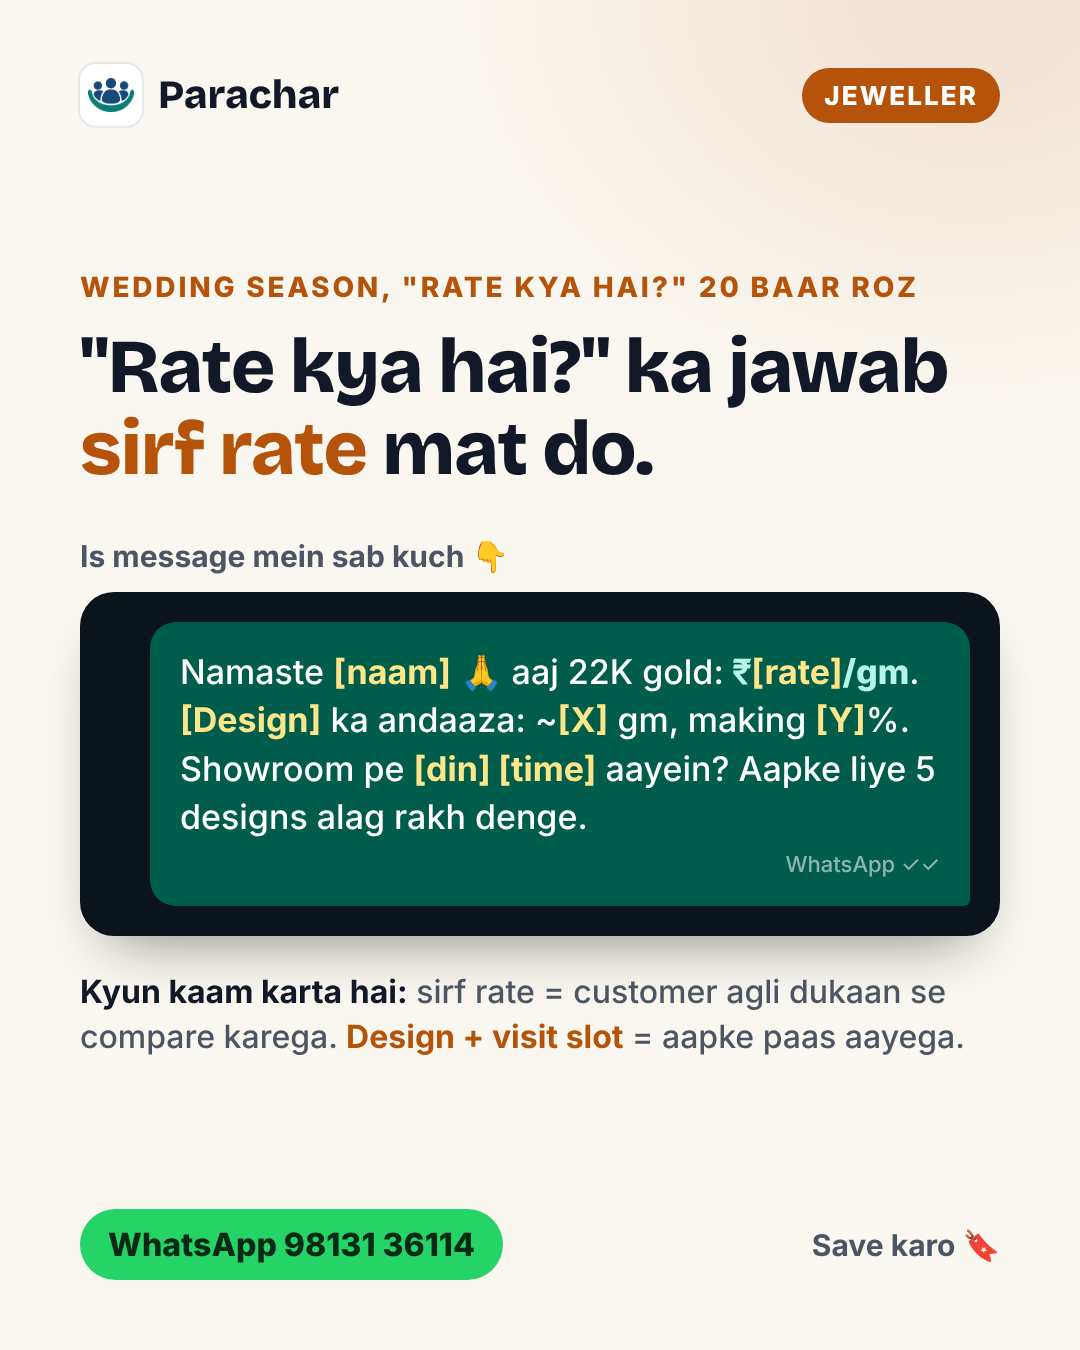 Parachar
JEWELLER
WEDDING SEASON, "RATE KYA HAI?" 20 BAAR ROZ
"Rate kya hai?" ka jawab
sirf rate mat do.
Is message mein sab kuch 👇
Namaste [naam] 🙏 aaj 22K gold: ₹[rate]/gm.
[Design] ka andaaza: ~[X] gm, making [Y]%.
Showroom pe [din] [time] aayein? Aapke liye 5
designs alag rakh denge.
WhatsApp ✓✓
Kyun kaam karta hai: sirf rate = customer agli dukaan se
compare karega. Design + visit slot = aapke paas aayega.
WhatsApp 98131 36114
Save karo 🔖